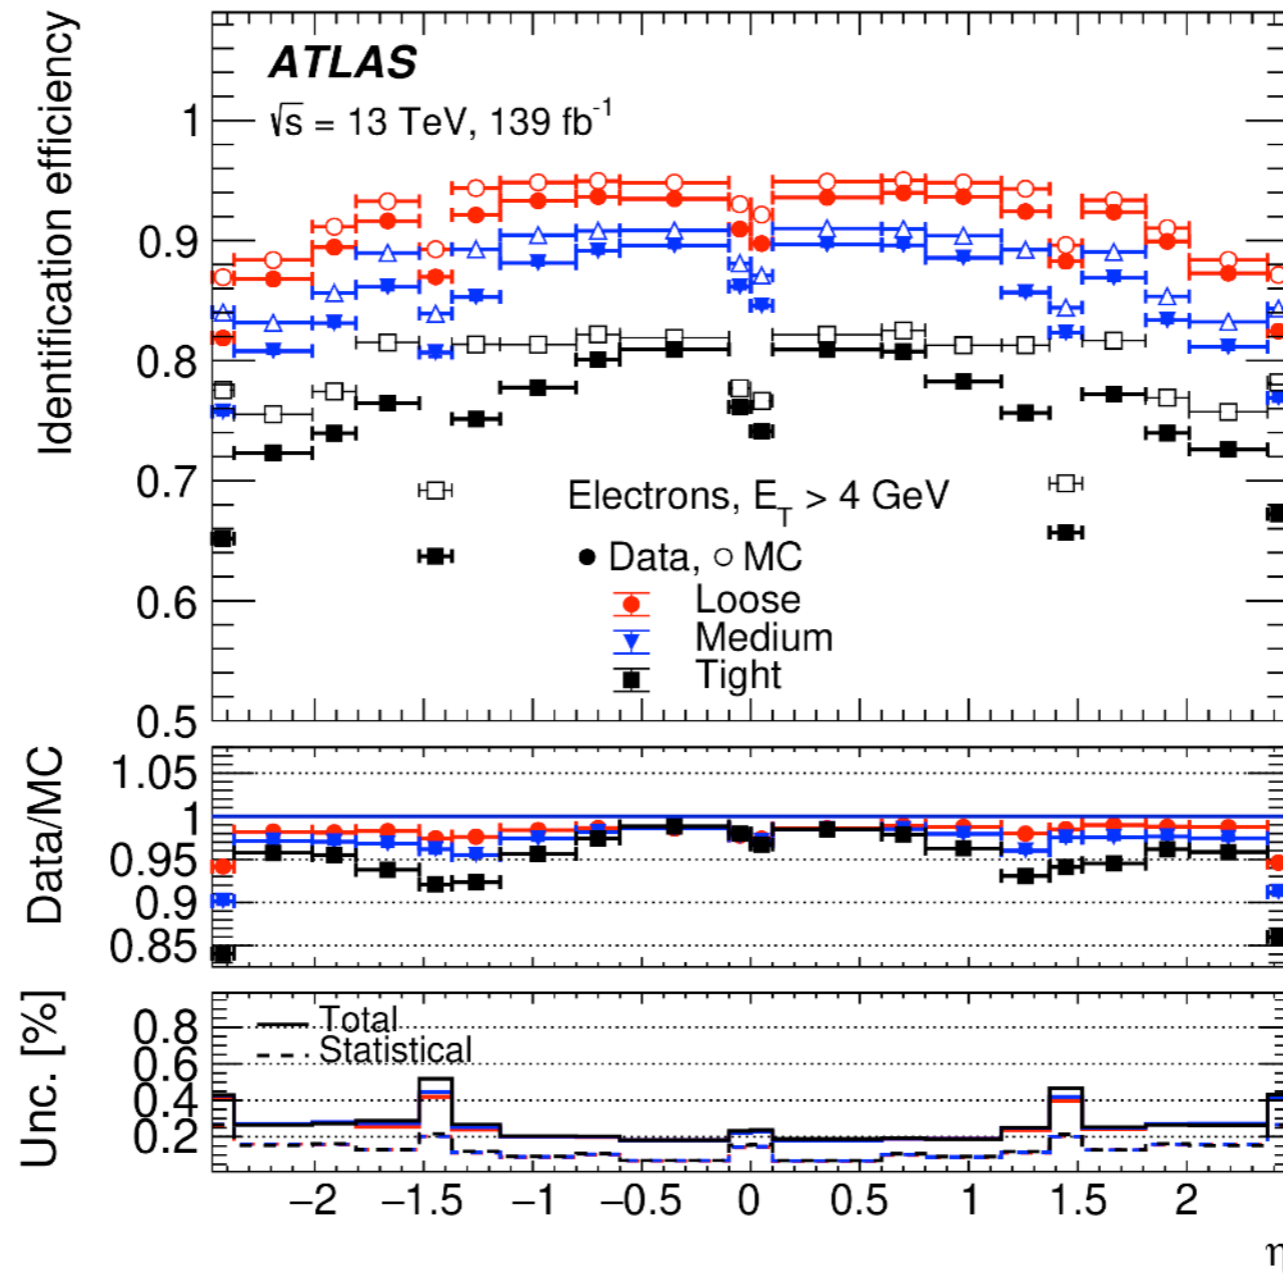 Identification efficiency
ATLAS
√s = 13 TeV, 139 fb⁻¹
1
0.9
0.8
0.7
0.6
0.5
Electrons, E_T > 4 GeV
Data, MC
Loose
Medium
Tight
Data/MC
1.05
1
0.95
0.9
0.85
Unc. [%]
0.8
0.6
0.4
0.2
Total
Statistical
−2 −1.5 −1 −0.5 0 0.5 1 1.5 2
η